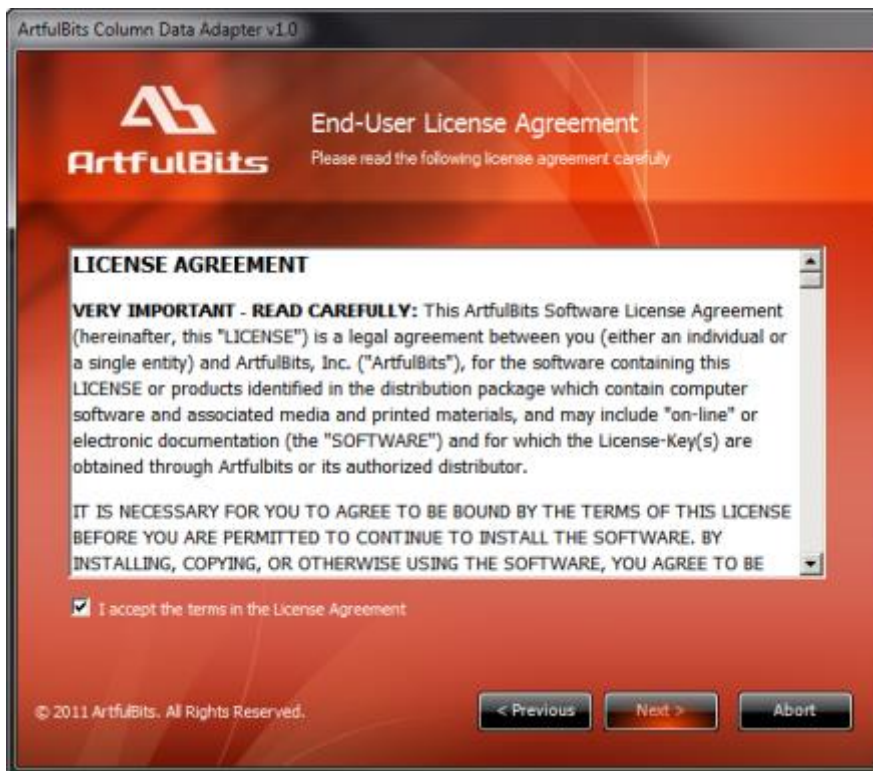 ArtfulBits Column Data Adapter v1.0
ArtfulBits
End-User License Agreement
Please read the following license agreement carefully
LICENSE AGREEMENT
VERY IMPORTANT - READ CAREFULLY: This ArtfulBits Software License Agreement
(hereinafter, this "LICENSE") is a legal agreement between you (either an individual or
a single entity) and ArtfulBits, Inc. ("ArtfulBits"), for the software containing this
LICENSE or products identified in the distribution package which contain computer
software and associated media and printed materials, and may include "on-line" or
electronic documentation (the "SOFTWARE") and for which the License-Key(s) are
obtained through Artfulbits or its authorized distributor.
IT IS NECESSARY FOR YOU TO AGREE TO BE BOUND BY THE TERMS OF THIS LICENSE
BEFORE YOU ARE PERMITTED TO CONTINUE TO INSTALL THE SOFTWARE. BY
INSTALLING, COPYING, OR OTHERWISE USING THE SOFTWARE, YOU AGREE TO BE
I accept the terms in the License Agreement
© 2011 ArtfulBits. All Rights Reserved.
< Previous
Next >
Abort